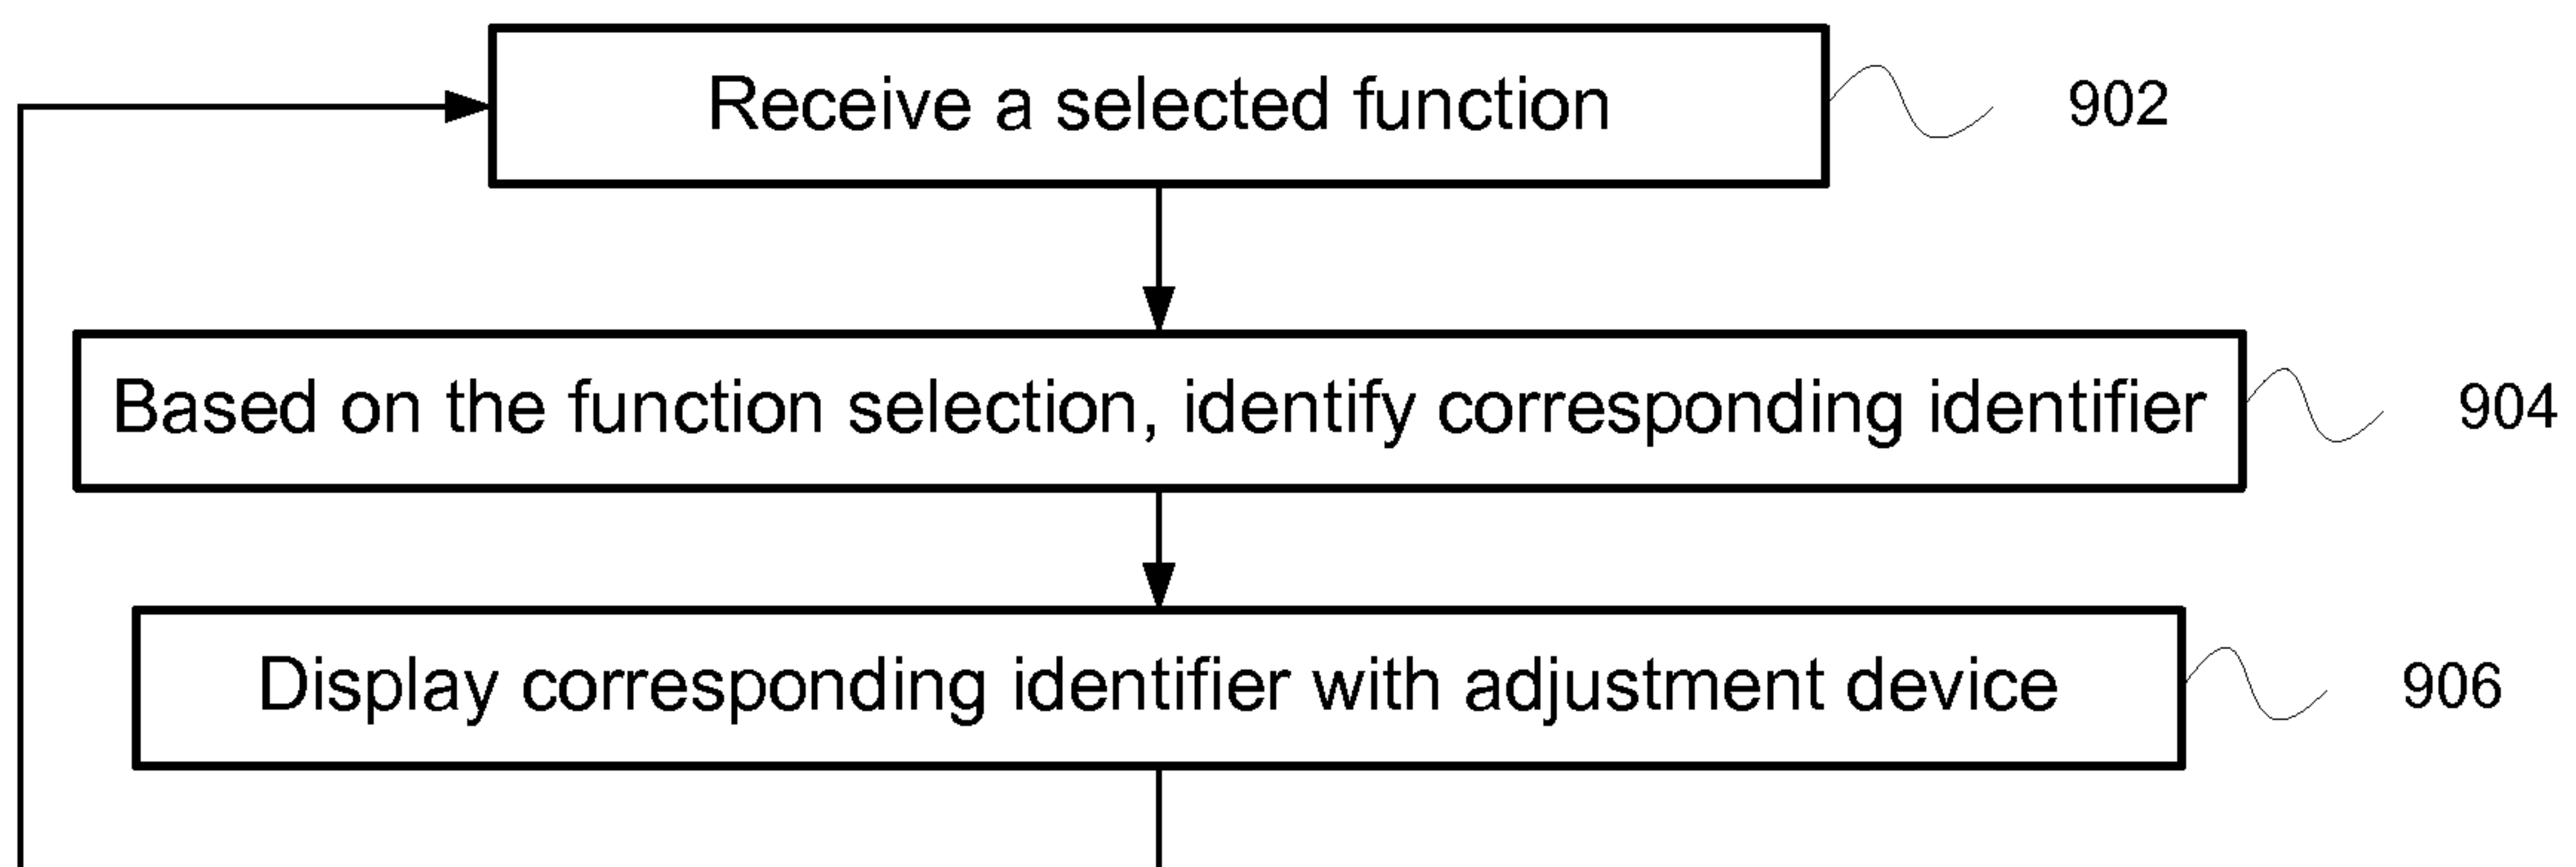 Receive a selected function
902
Based on the function selection, identify corresponding identifier
904
Display corresponding identifier with adjustment device
906